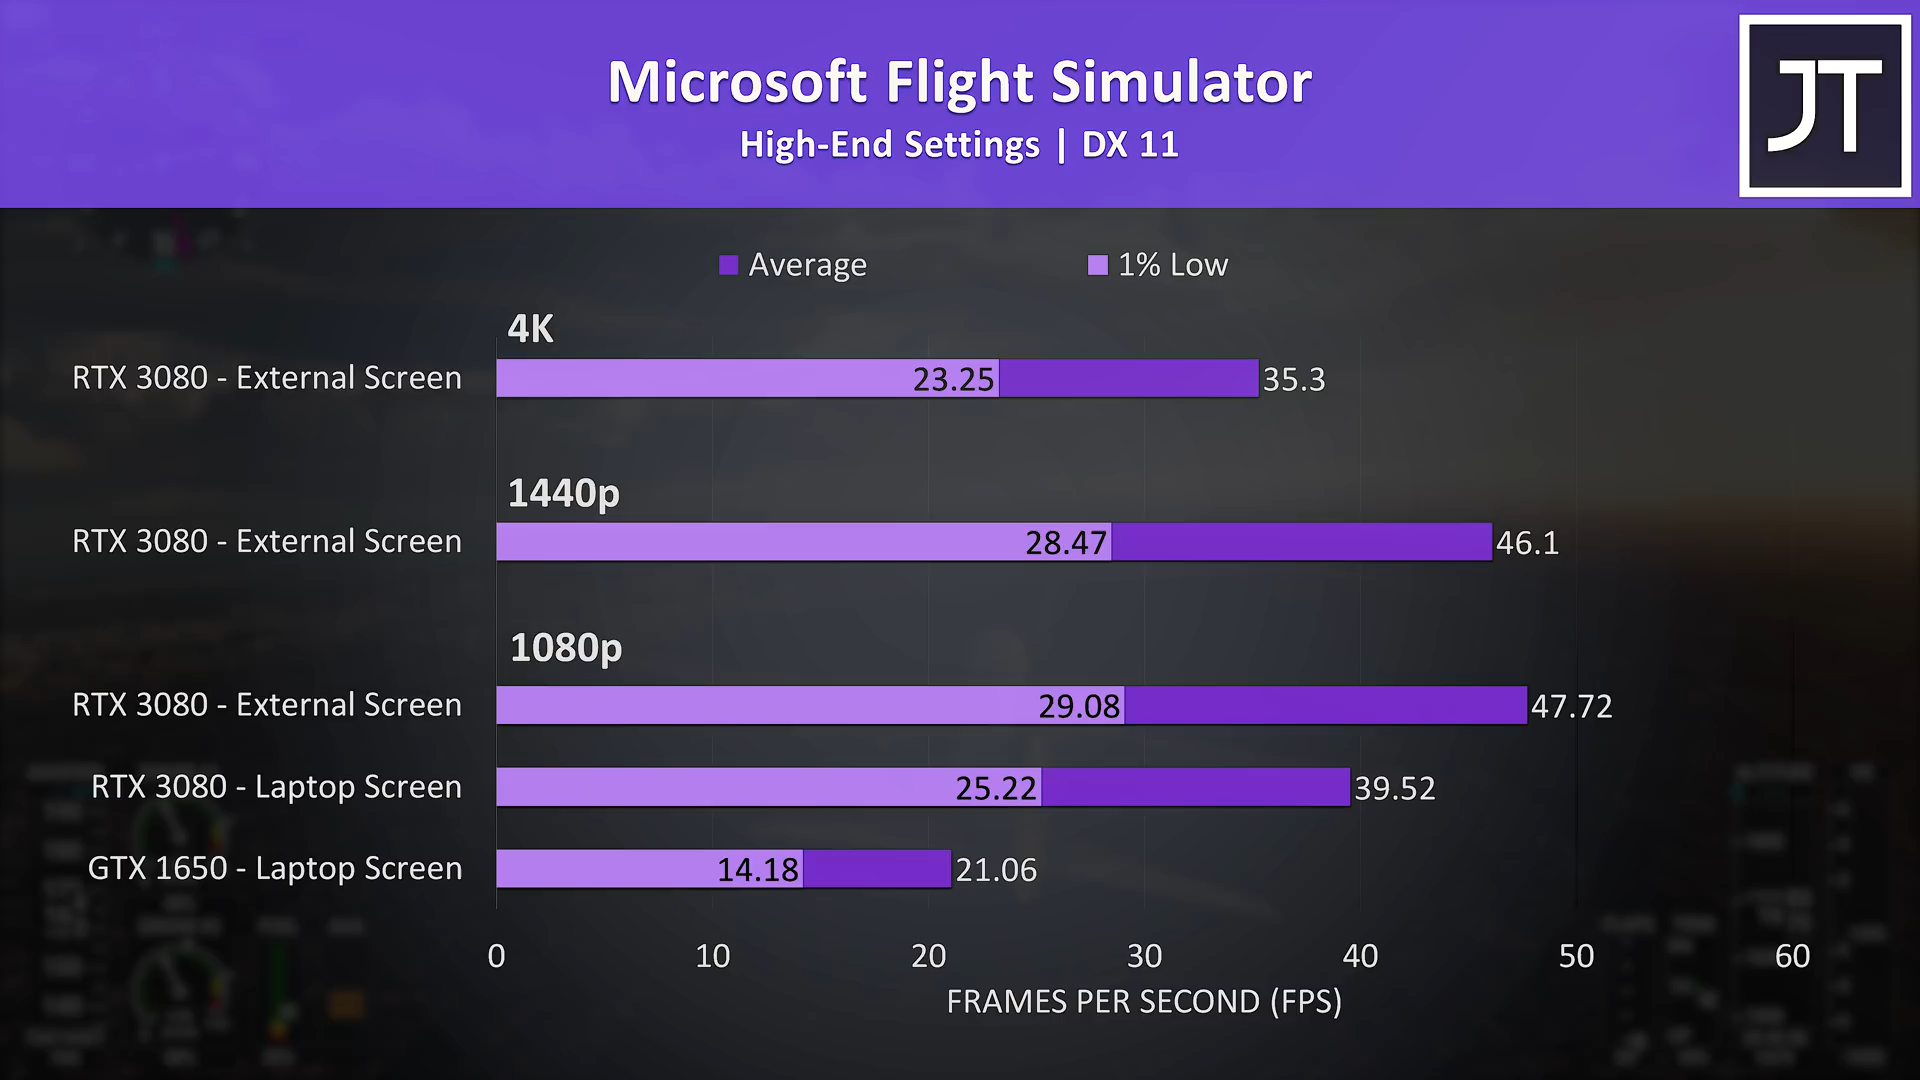 Microsoft Flight Simulator
High-End Settings | DX 11
JT
Average
1% Low
4K
RTX 3080 - External Screen
23.25
35.3
1440p
RTX 3080 - External Screen
28.47
46.1
1080p
RTX 3080 - External Screen
29.08
47.72
RTX 3080 - Laptop Screen
25.22
39.52
GTX 1650 - Laptop Screen
14.18
21.06
0 10 20 30 40 50 60
FRAMES PER SECOND (FPS)